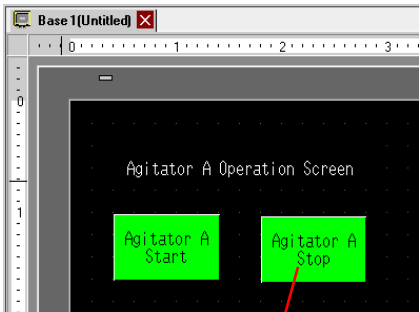 Base 1(Untitled)
0 1 2 3
0
Agitator A Operation Screen
1
Agitator A
Start
Agitator A
Stop